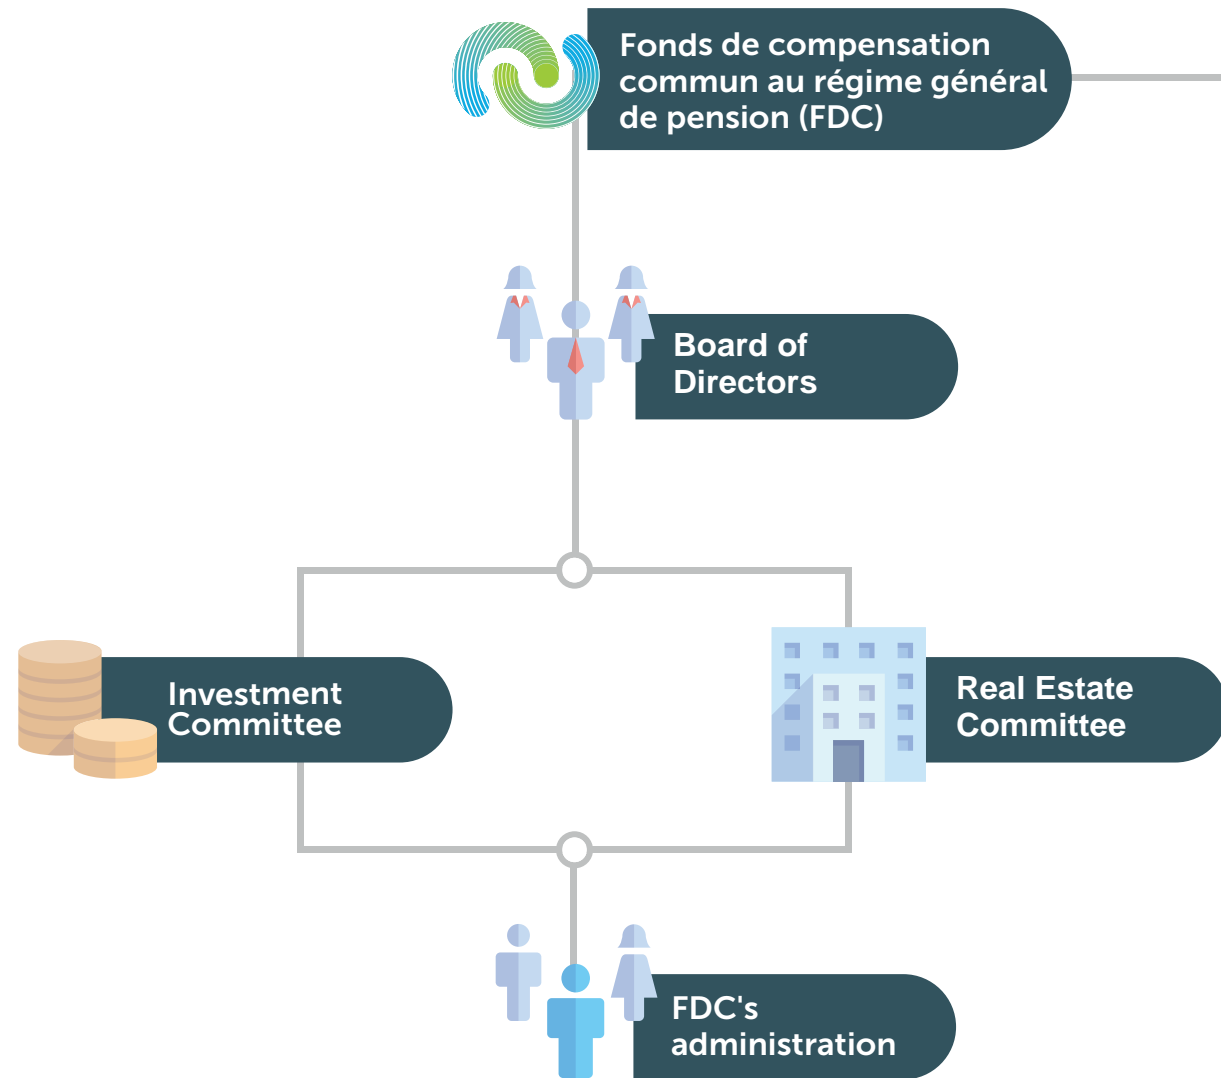 Fonds de compensation
commun au régime général
de pension (FDC)
Board of
Directors
Investment
Committee
Real Estate
Committee
FDC's
administration